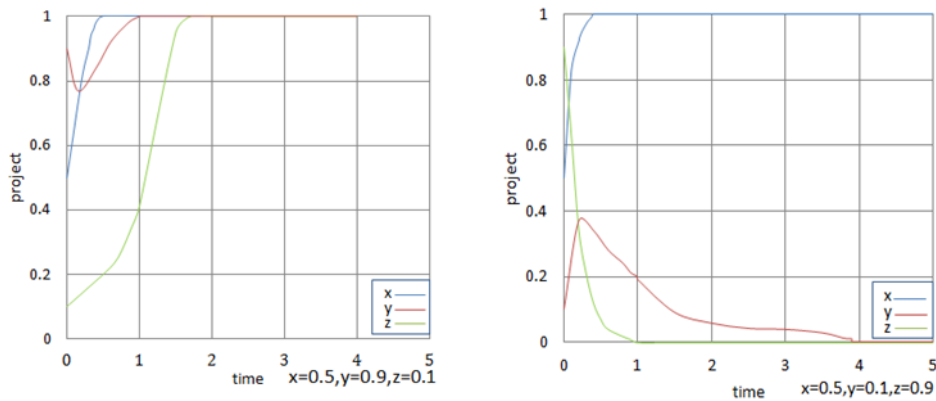 1
0.8
0.6
0.4
0.2
0
project
x
y
z
0 1 2 3 4 5
time x=0.5,y=0.9,z=0.1
1
0.8
0.6
0.4
0.2
0
project
x
y
z
0 1 2 3 4 5
time x=0.5,y=0.1,z=0.9